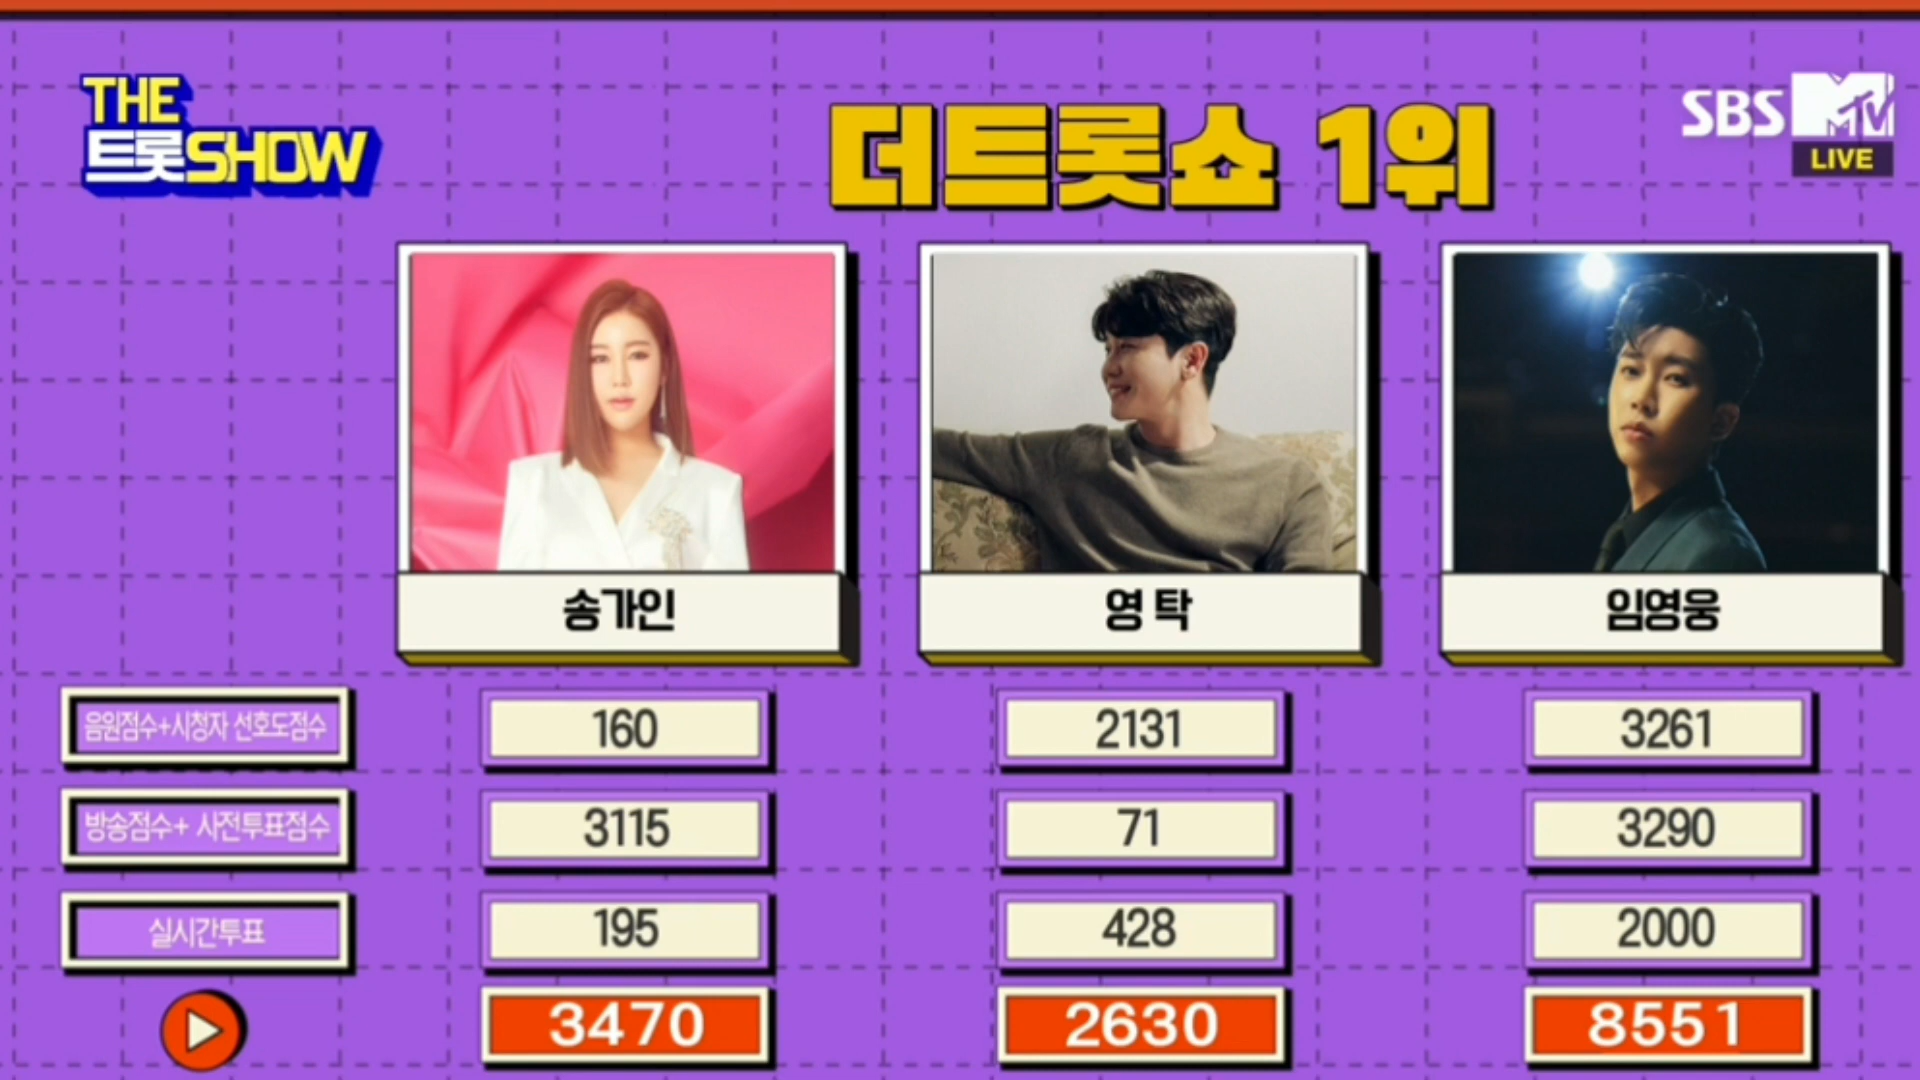 THE
트롯SHOW
더트롯쇼 1위
SBS MTV
LIVE
송가인
영탁
임영웅
음원점수+시청자 선호도점수
160
2131
3261
방송점수+ 사전투표점수
3115
71
3290
실시간투표
195
428
2000
3470
2630
8551